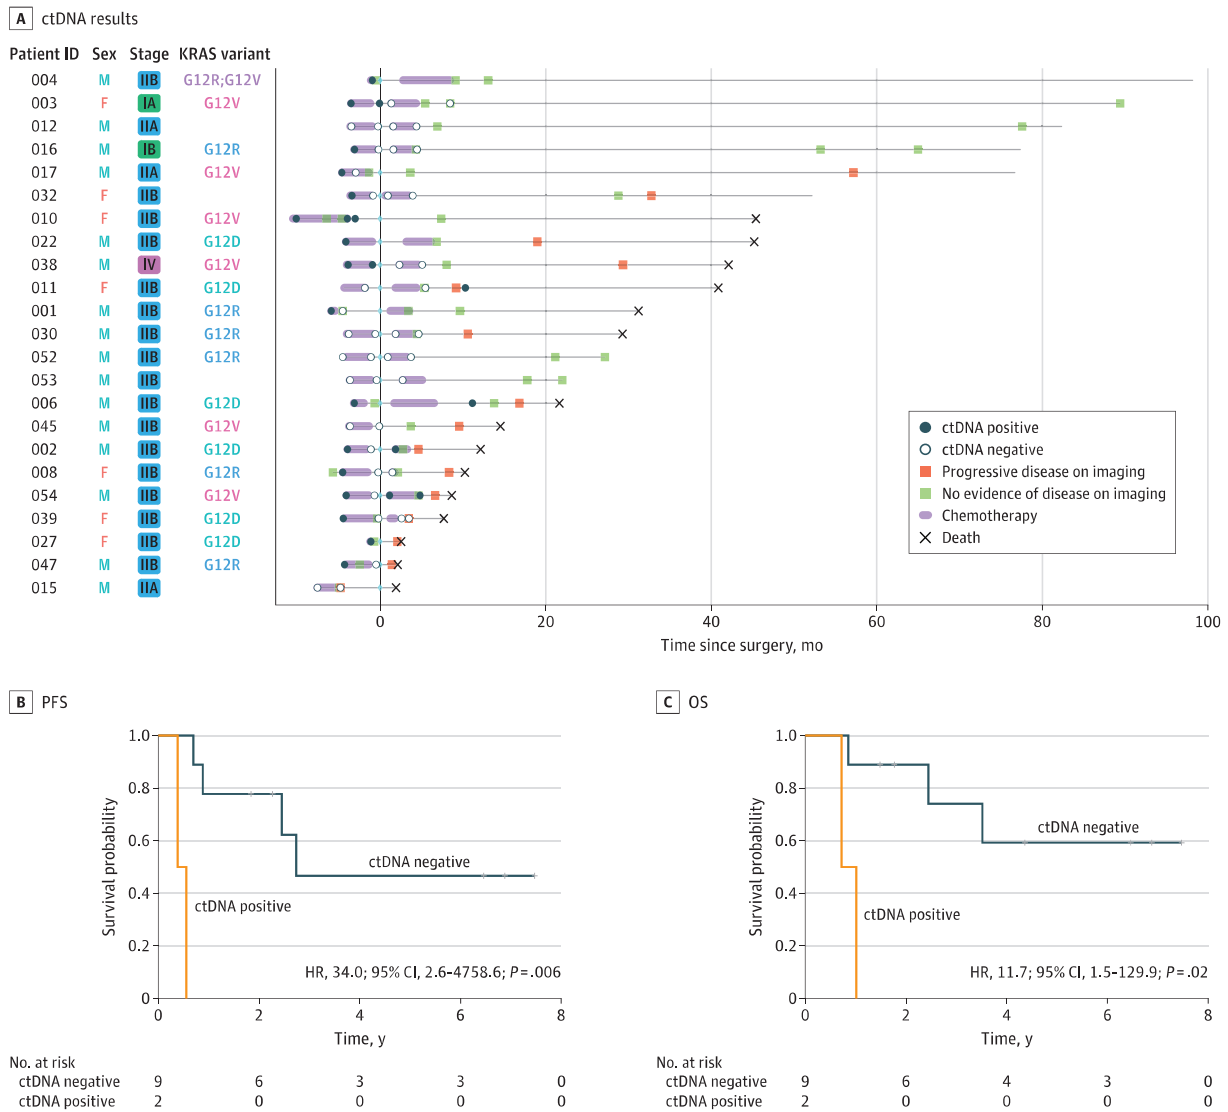 A ctDNA results
Patient ID Sex Stage KRAS variant
004 M IIB G12R;G12V
003 F IA G12V
012 M IIA
016 M IB G12R
017 M IIA G12V
032 F IIB
010 F IIB G12V
022 M IIB G12D
038 M IV G12V
011 F IIB G12D
001 M IIB G12R
030 M IIB G12R
052 M IIB G12R
053 M IIB
006 M IIB G12D
045 M IIB G12V
002 M IIB G12D
008 F IIB G12R
054 M IIB G12V
039 F IIB G12D
027 F IIB G12D
047 M IIB G12R
015 M IIA
ctDNA positive
ctDNA negative
Progressive disease on imaging
No evidence of disease on imaging
Chemotherapy
Death
0 20 40 60 80 100
Time since surgery, mo
B PFS
1.0
0.8
0.6
0.4
0.2
0
Survival probability
ctDNA negative
ctDNA positive
HR, 34.0; 95% CI, 2.6-4758.6; P=.006
0 2 4 6 8
Time, y
No. at risk
ctDNA negative 9 6 3 3 0
ctDNA positive 2 0 0 0 0
C OS
1.0
0.8
0.6
0.4
0.2
0
Survival probability
ctDNA negative
ctDNA positive
HR, 11.7; 95% CI, 1.5-129.9; P=.02
0 2 4 6 8
Time, y
No. at risk
ctDNA negative 9 6 4 3 0
ctDNA positive 2 0 0 0 0